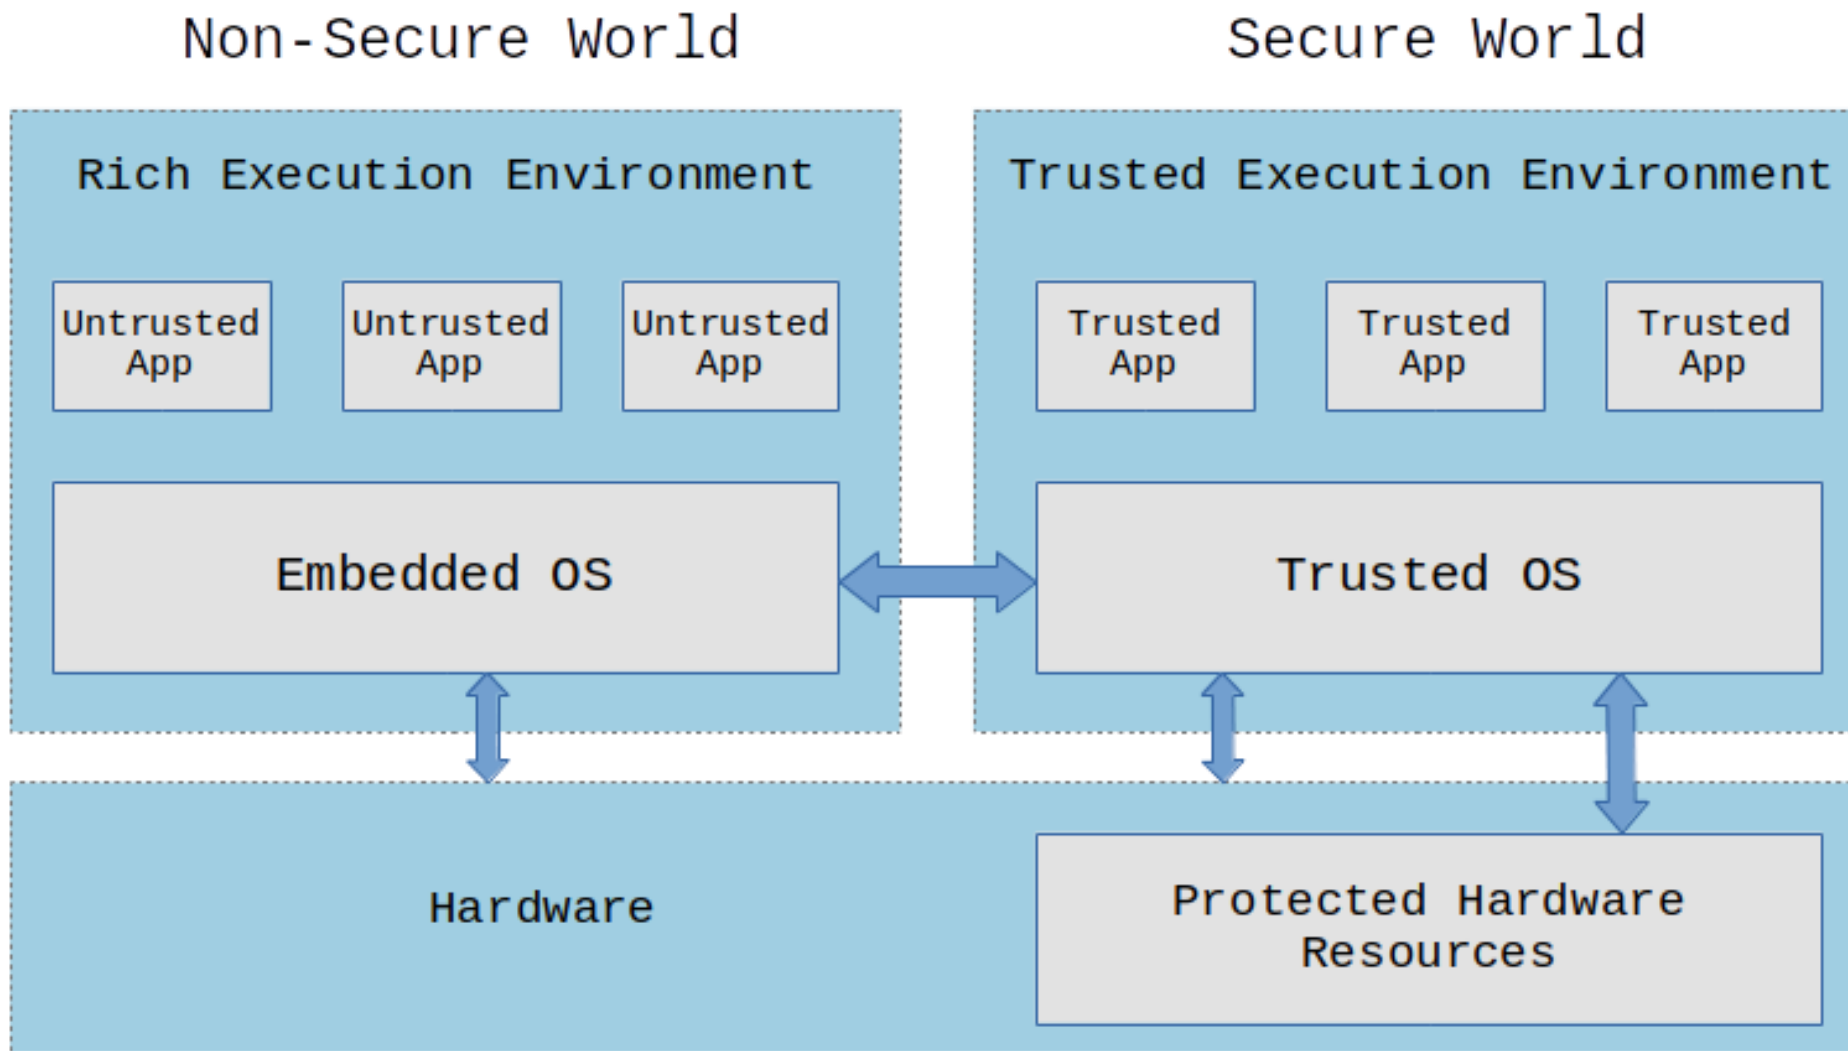 Non-Secure World
Secure World
Rich Execution Environment
Trusted Execution Environment
Untrusted
App
Untrusted
App
Untrusted
App
Trusted
App
Trusted
App
Trusted
App
Embedded OS
Trusted OS
Hardware
Protected Hardware
Resources